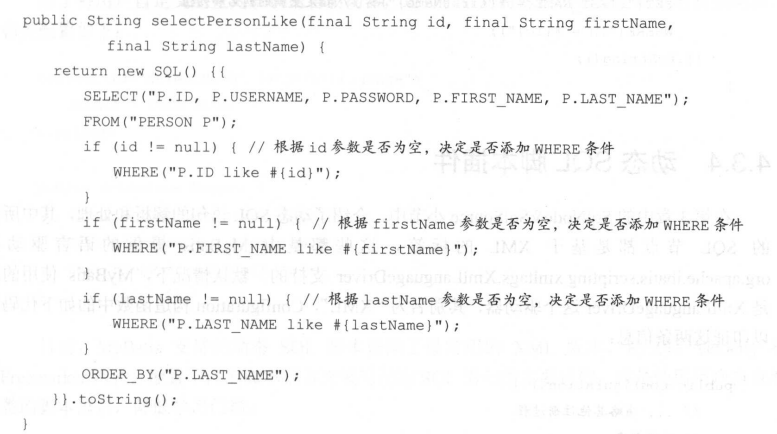 public String selectPersonLike(final String id, final String firstName,
final String lastName) {
return new SQL() {{
SELECT("P.ID, P.USERNAME, P.PASSWORD, P.FIRST_NAME, P.LAST_NAME");
FROM("PERSON P");
if (id != null) { // 根据 id 参数是否为空，决定是否添加 WHERE 条件
WHERE("P.ID like #{id}");
}
if (firstName != null) { // 根据 firstName 参数是否为空，决定是否添加 WHERE 条件
WHERE("P.FIRST_NAME like #{firstName}");
}
if (lastName != null) { // 根据 lastName 参数是否为空，决定是否添加 WHERE 条件
WHERE("P.LAST_NAME like #{lastName}");
}
ORDER_BY("P.LAST_NAME");
}}.toString();
}